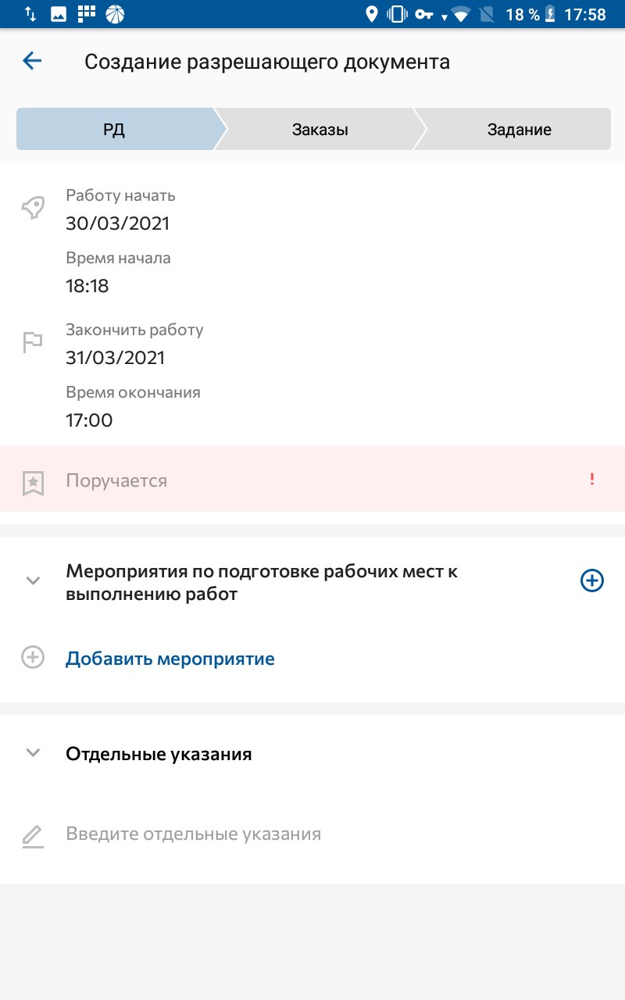 18 % 17:58
Создание разрешающего документа
РД Заказы Задание
Работу начать
30/03/2021
Время начала
18:18
Закончить работу
31/03/2021
Время окончания
17:00
Поручается !
Мероприятия по подготовке рабочих мест к
выполнению работ
Добавить мероприятие
Отдельные указания
Введите отдельные указания